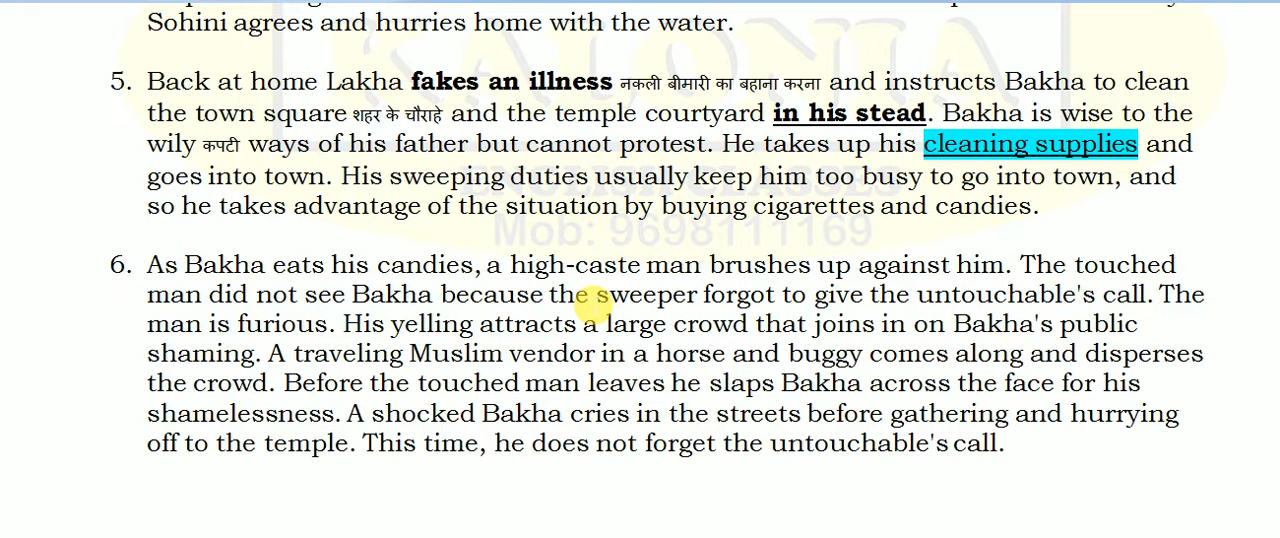 Sohini agrees and hurries home with the water.
5. Back at home Lakha fakes an illness नकली बीमारी का बहाना करना and instructs Bakha to clean
the town square शहर के चौराहे and the temple courtyard in his stead. Bakha is wise to the
wily कपटी ways of his father but cannot protest. He takes up his cleaning supplies and
goes into town. His sweeping duties usually keep him too busy to go into town, and
so he takes advantage of the situation by buying cigarettes and candies.
ENGLISH CLASSES
Mob: 9698111169
6. As Bakha eats his candies, a high-caste man brushes up against him. The touched
man did not see Bakha because the sweeper forgot to give the untouchable's call. The
man is furious. His yelling attracts a large crowd that joins in on Bakha's public
shaming. A traveling Muslim vendor in a horse and buggy comes along and disperses
the crowd. Before the touched man leaves he slaps Bakha across the face for his
shamelessness. A shocked Bakha cries in the streets before gathering and hurrying
off to the temple. This time, he does not forget the untouchable's call.